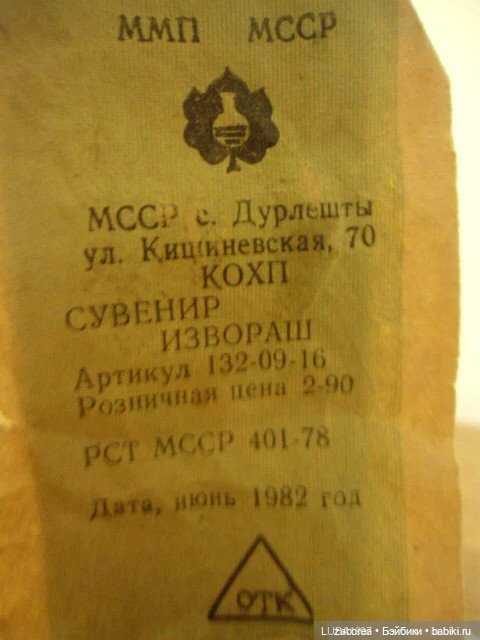 ММП МССР
МССР с. Дурлешты
ул. Кишиневская, 70
КОХП
СУВЕНИР
ИЗВОРАШ
Артикул 132-09-16
Розничная цена 2-90
РСТ МССР 401-78
Дата, июнь 1982 год
ОТК
Luzacorea • Бэйбики • babiki.ru